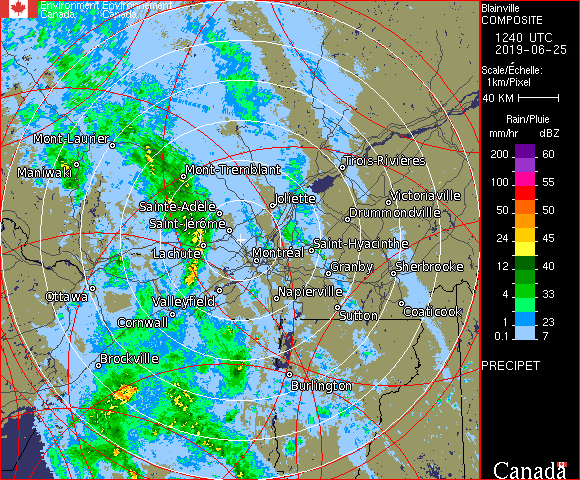 Environment Environnement
Canada Canada
Blainville
COMPOSITE
1240 UTC
2019-06-25
Scale/Échelle:
1km/Pixel
40 KM
Rain/Pluie
mm/hr dBZ
200 60
100 55
50 50
24 45
12 40
4 33
1 23
0.1 7
PRECIPET
Canada
Mont-Laurier
Maniwaki
Mont-Tremblant
Trois-Rivières
Joliette
Victoriaville
Sainte-Adele
Drummondville
Saint-Jérome
Saint-Hyacinthe
Lachute
Montréal
Granby
Sherbrooke
Ottawa
Valleyfield
Napierville
Coaticook
Sutton
Cornwall
Brockville
Burlington